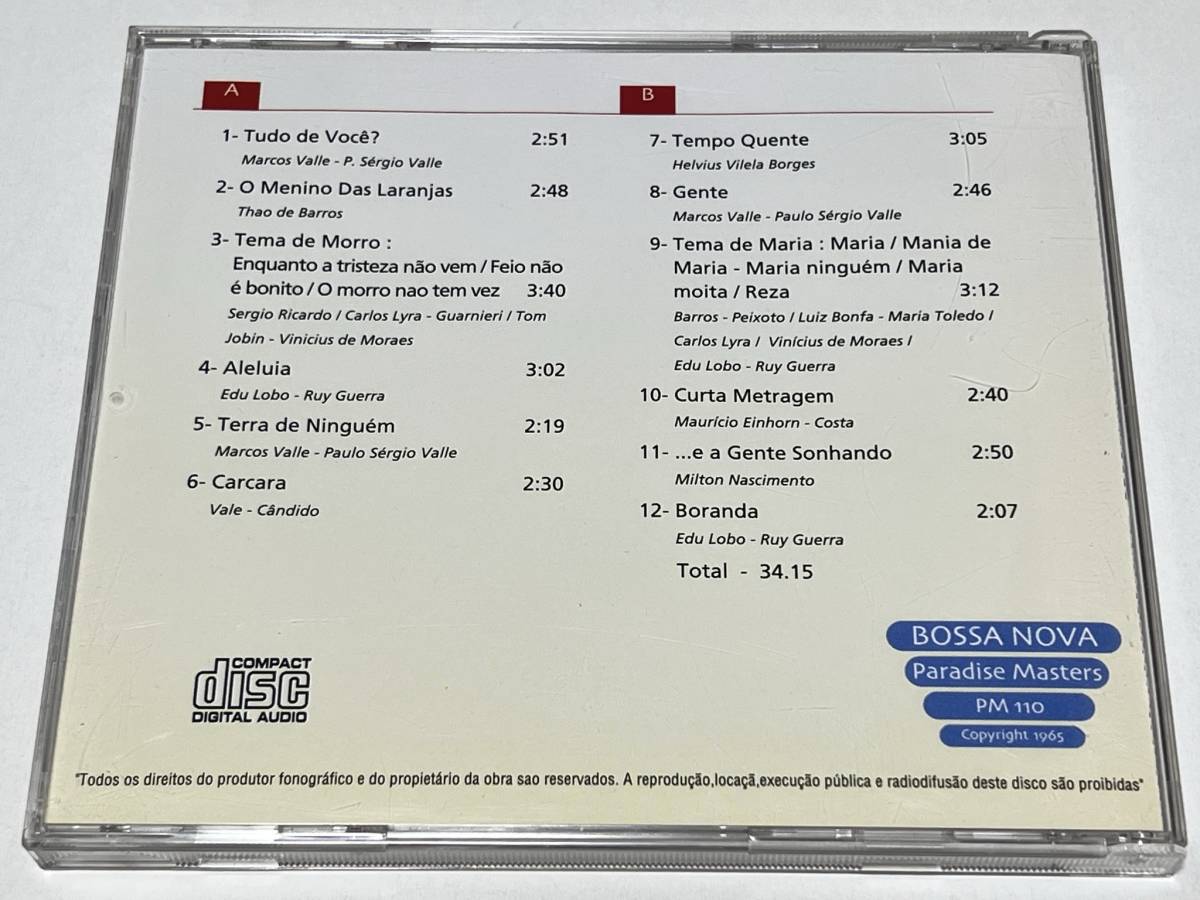 A
1- Tudo de Você? 2:51
Marcos Valle - P. Sérgio Valle
2- O Menino Das Laranjas 2:48
Thao de Barros
3- Tema de Morro :
Enquanto a tristeza não vem / Feio não
é bonito / O morro nao tem vez 3:40
Sergio Ricardo / Carlos Lyra - Guarnieri / Tom
Jobin - Vinicius de Moraes
4- Aleluia 3:02
Edu Lobo - Ruy Guerra
5- Terra de Ninguém 2:19
Marcos Valle - Paulo Sérgio Valle
6- Carcara 2:30
Vale - Cândido
B
7- Tempo Quente 3:05
Helvius Vilela Borges
8- Gente 2:46
Marcos Valle - Paulo Sérgio Valle
9- Tema de Maria : Maria / Mania de
Maria - Maria ninguém / Maria
moita / Reza 3:12
Barros - Peixoto / Luiz Bonfa - Maria Toledo /
Carlos Lyra / Vinícius de Moraes /
Edu Lobo - Ruy Guerra
10- Curta Metragem 2:40
Maurício Einhorn - Costa
11- ...e a Gente Sonhando 2:50
Milton Nascimento
12- Boranda 2:07
Edu Lobo - Ruy Guerra
Total - 34.15
COMPACT
disc
DIGITAL AUDIO
BOSSA NOVA
Paradise Masters
PM 110
Copyright 1965
"Todos os direitos do produtor fonográfico e do propietário da obra sao reservados. A reprodução,locaçã,execução pública e radiodifusão deste disco são proibidas"